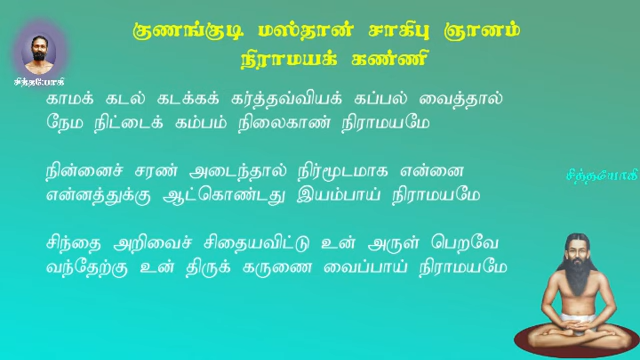 குணங்குடி மஸ்தான் சாகிபு ஞானம்
நிராமயக் கண்ணி
சித்தயோகி
காமக் கடல் கடக்கக் கர்த்தவ்வியக் கப்பல் வைத்தால்
நேம நிட்டைக் கம்பம் நிலைகாண் நிராமயமே
நின்னைச் சரண் அடைந்தால் நிர்மூடமாக என்னை
என்னத்துக்கு ஆட்கொண்டது இயம்பாய் நிராமயமே
சித்தயோகி
சிந்தை அறிவைச் சிதையவிட்டு உன் அருள் பெறவே
வந்தேற்கு உன் திருக் கருணை வைப்பாய் நிராமயமே